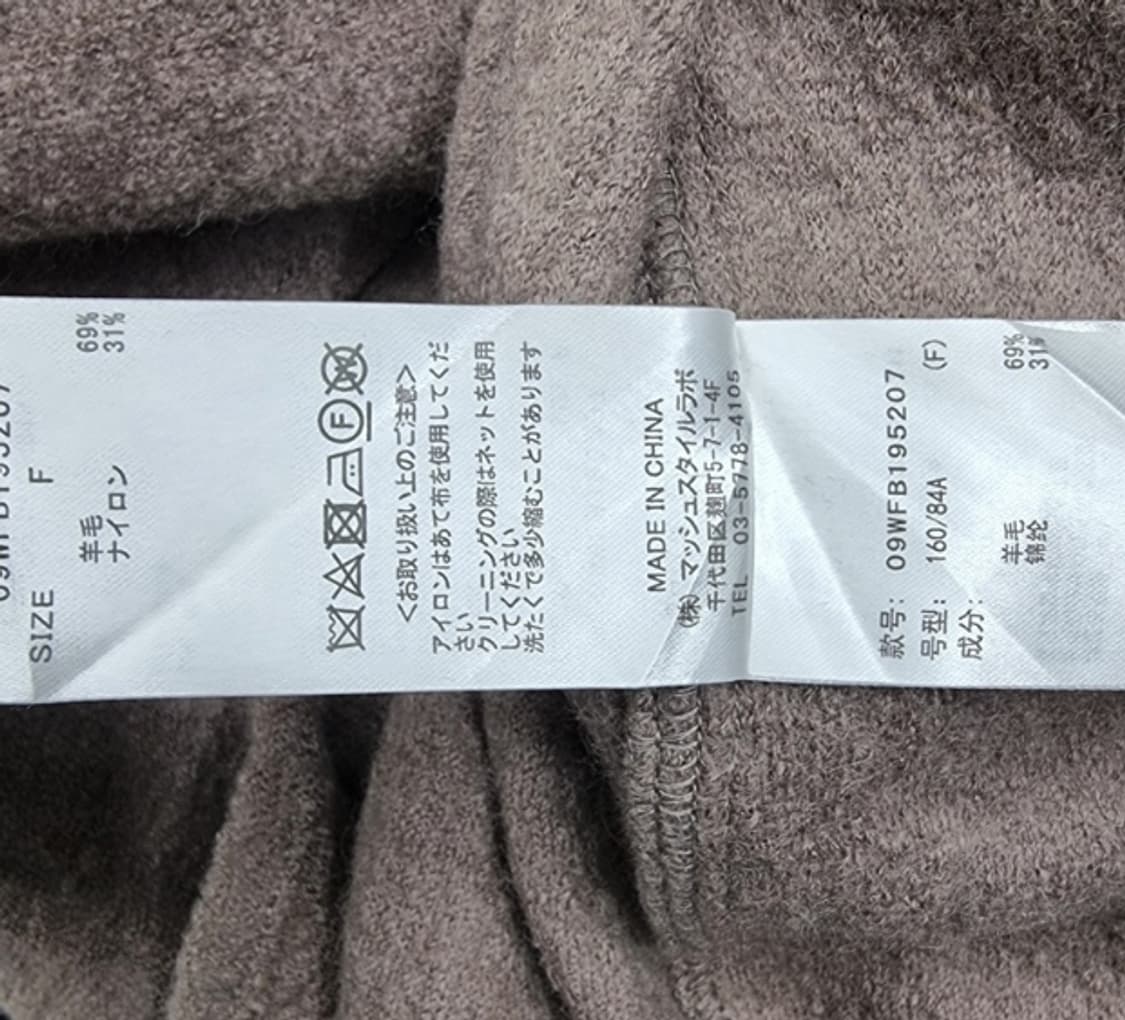 09WFB195207
SIZE F
羊毛 69%
ナイロン 31%
F W
<お取り扱い上のご注意>
アイロンはあて布を使用してくだ
さい
クリーニングの際はネットを使用
してください
洗たくで多少縮むことがあります
MADE IN CHINA
㈱マッシュスタイルラボ
千代田区麹町5-7-1-4F
TEL 03-5778-4105
款号: 09WFB195207
号型: 160/84A (F)
成分:
羊毛 69%
锦纶 31%